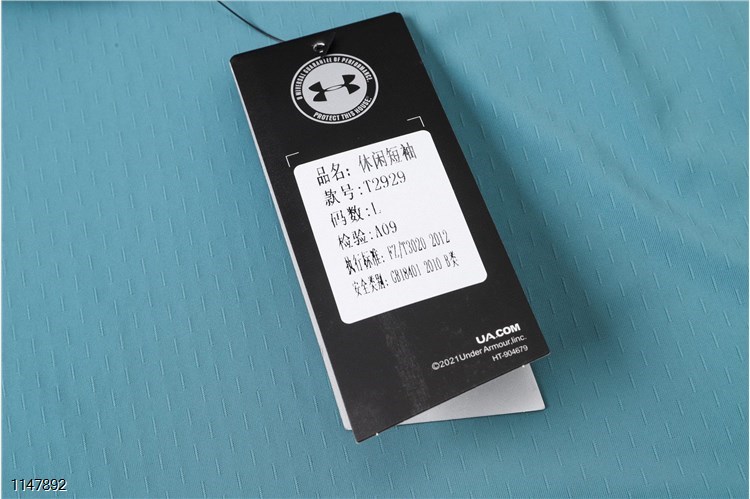 A UNIVERSAL GUARANTEE OF PERFORMANCE.
PROTECT THIS HOUSE.
品名: 休闲短袖
款号:T2929
码数:L
检验:A09
执行标准: FZ/T3020 2012
安全类别: GB18401 2010 B类
UA.COM
©2021Under Armour,Iinc.
HT-904679
1147892